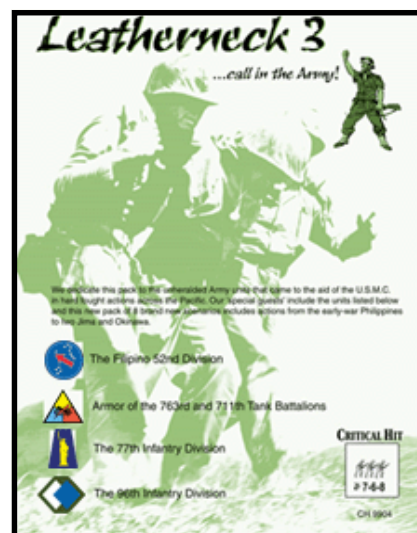 Leatherneck 3
...call in the Army!
We dedicate this pack to the unheralded Army units that came to the aid of the U.S.M.C.
in hard fought actions across the Pacific. Our 'special guests' include the units listed below
and this new pack of 8 brand new scenarios includes actions from the early-war Philippines
to Iwo Jima and Okinawa.
The Filipino 52nd Division
Armor of the 763rd and 711th Tank Battalions
The 77th Infantry Division
The 96th Infantry Division
CRITICAL HIT
7-6-8
CH 9904